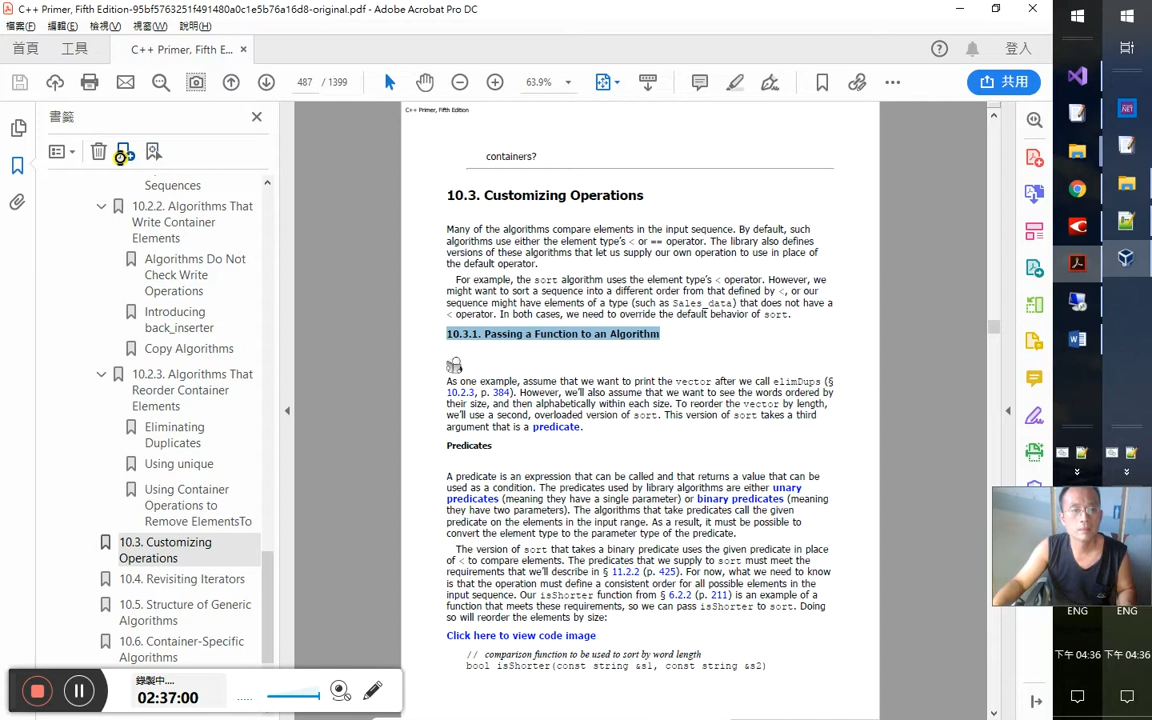 C++ Primer, Fifth Edition-95bf5763251f491480a0c1e5b76a16d8-original.pdf - Adobe Acrobat Pro DC
檔案(F) 編輯(E) 檢視(V) 視窗(W) 說明(H)
首頁 工具 C++ Primer, Fifth E... × 登入
487 / 1399 63.9% 共用
書籤
Sequences
10.2.2. Algorithms That
Write Container
Elements
Algorithms Do Not
Check Write
Operations
Introducing
back_inserter
Copy Algorithms
10.2.3. Algorithms That
Reorder Container
Elements
Eliminating
Duplicates
Using unique
Using Container
Operations to
Remove ElementsTo
10.3. Customizing
Operations
10.4. Revisiting Iterators
10.5. Structure of Generic
Algorithms
10.6. Container-Specific
Algorithms
C++ Primer, Fifth Edition
containers?
10.3. Customizing Operations
Many of the algorithms compare elements in the input sequence. By default, such
algorithms use either the element type's < or == operator. The library also defines
versions of these algorithms that let us supply our own operation to use in place of
the default operator.
For example, the sort algorithm uses the element type's < operator. However, we
might want to sort a sequence into a different order from that defined by <, or our
sequence might have elements of a type (such as Sales_data) that does not have a
< operator. In both cases, we need to override the default behavior of sort.
10.3.1. Passing a Function to an Algorithm
As one example, assume that we want to print the vector after we call elimDups (§
10.2.3, p. 384). However, we'll also assume that we want to see the words ordered by
their size, and then alphabetically within each size. To reorder the vector by length,
we'll use a second, overloaded version of sort. This version of sort takes a third
argument that is a predicate.
Predicates
A predicate is an expression that can be called and that returns a value that can be
used as a condition. The predicates used by library algorithms are either unary
predicates (meaning they have a single parameter) or binary predicates (meaning
they have two parameters). The algorithms that take predicates call the given
predicate on the elements in the input range. As a result, it must be possible to
convert the element type to the parameter type of the predicate.
The version of sort that takes a binary predicate uses the given predicate in place
of < to compare elements. The predicates that we supply to sort must meet the
requirements that we'll describe in § 11.2.2 (p. 425). For now, what we need to know
is that the operation must define a consistent order for all possible elements in the
input sequence. Our isShorter function from § 6.2.2 (p. 211) is an example of a
function that meets these requirements, so we can pass isShorter to sort. Doing
so will reorder the elements by size:
Click here to view code image
// comparison function to be used to sort by word length
bool isShorter(const string &s1, const string &s2)
錄製中....
02:37:00
.NET
ENG ENG
下午 04:36 下午 04:36